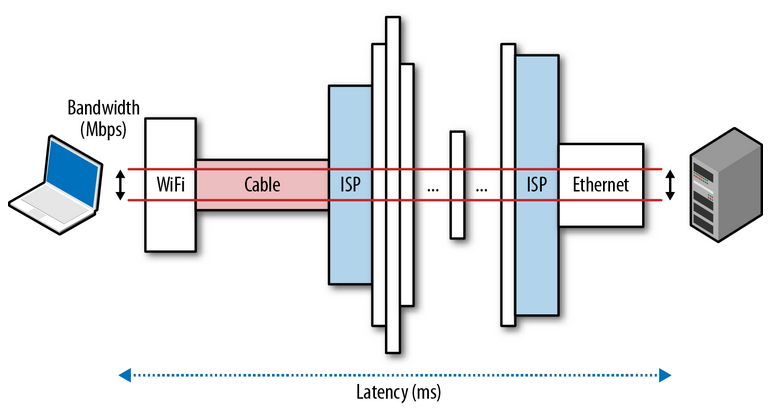 Bandwidth
(Mbps)
WiFi
Cable
ISP
...
...
ISP
Ethernet
Latency (ms)